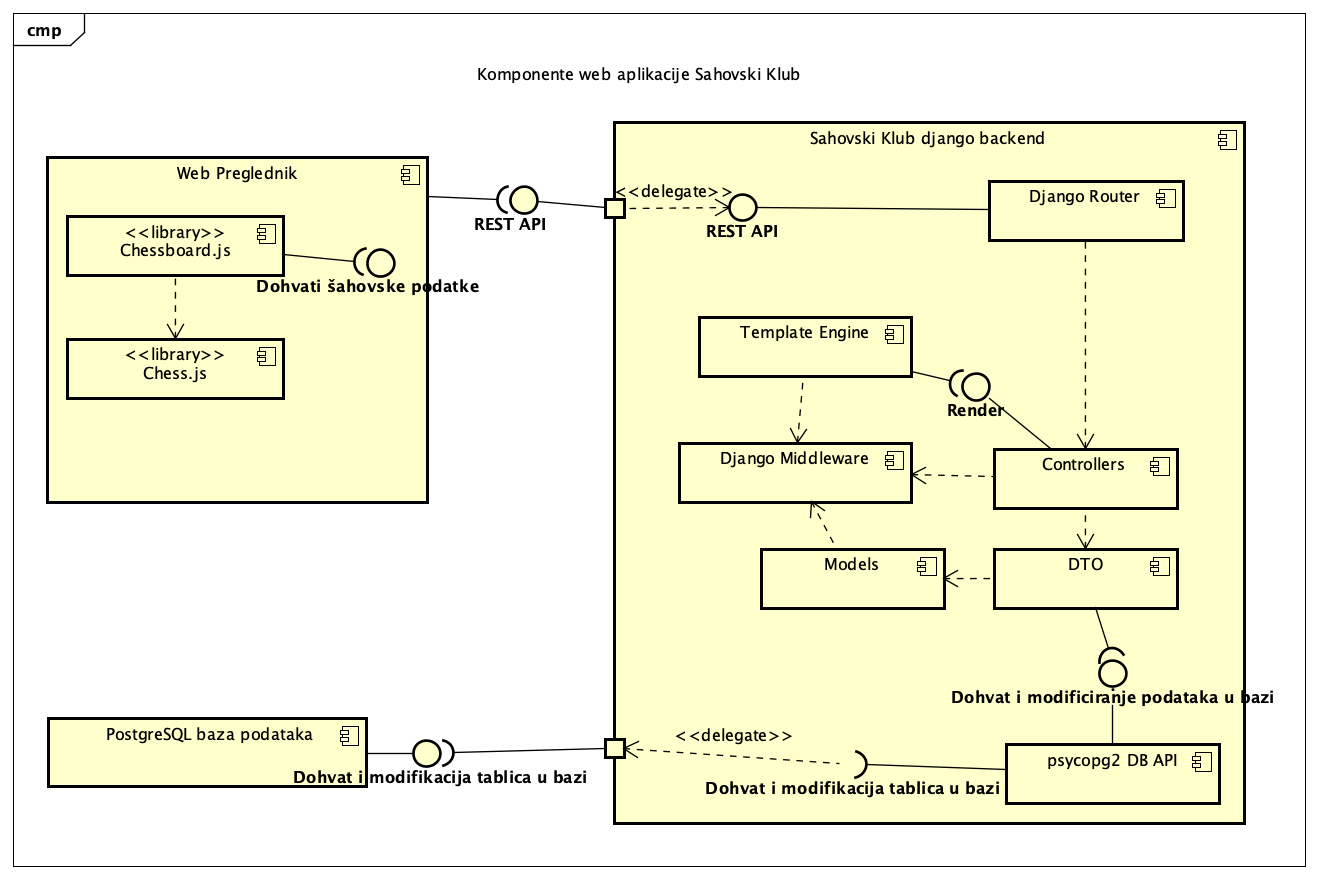 cmp
Komponente web aplikacije Sahovski Klub
Sahovski Klub django backend
Web Preglednik
<<library>>
Chessboard.js
Dohvati šahovske podatke
<<library>>
Chess.js
REST API
<<delegate>>
REST API
Django Router
Template Engine
Render
Django Middleware
Controllers
Models
DTO
Dohvat i modificiranje podataka u bazi
PostgreSQL baza podataka
Dohvat i modifikacija tablica u bazi
<<delegate>>
Dohvat i modifikacija tablica u bazi
psycopg2 DB API